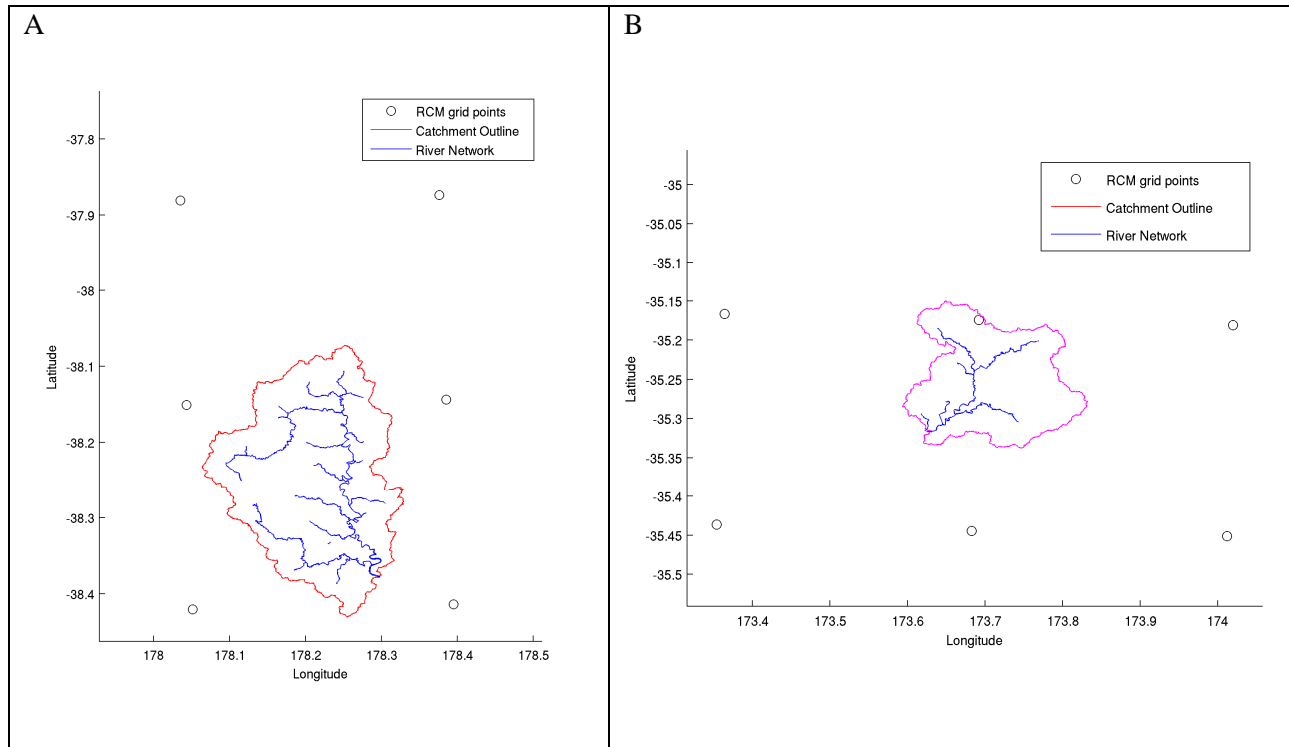 A
RCM grid points
Catchment Outline
River Network
-37.8
-37.9
-38
-38.1
-38.2
-38.3
-38.4
Latitude
178
178.1
178.2
178.3
178.4
178.5
Longitude
B
RCM grid points
Catchment Outline
River Network
-35
-35.05
-35.1
-35.15
-35.2
-35.25
-35.3
-35.35
-35.4
-35.45
-35.5
Latitude
173.4
173.5
173.6
173.7
173.8
173.9
174
Longitude